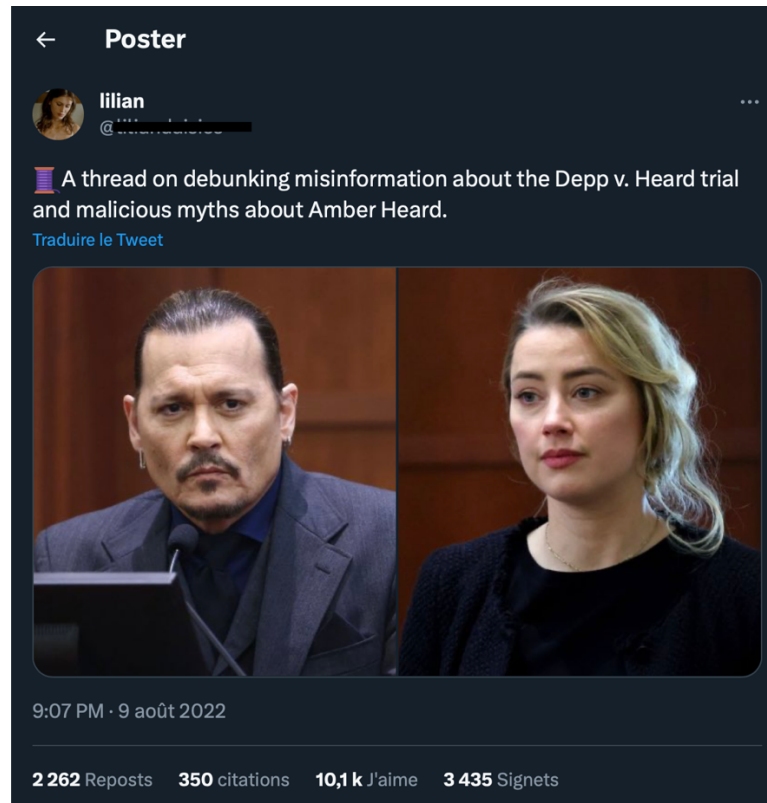 Poster
lilian
@
A thread on debunking misinformation about the Depp v. Heard trial
and malicious myths about Amber Heard.
Traduire le Tweet
9:07 PM · 9 août 2022
2 262 Reposts 350 citations 10,1 k J'aime 3 435 Signets